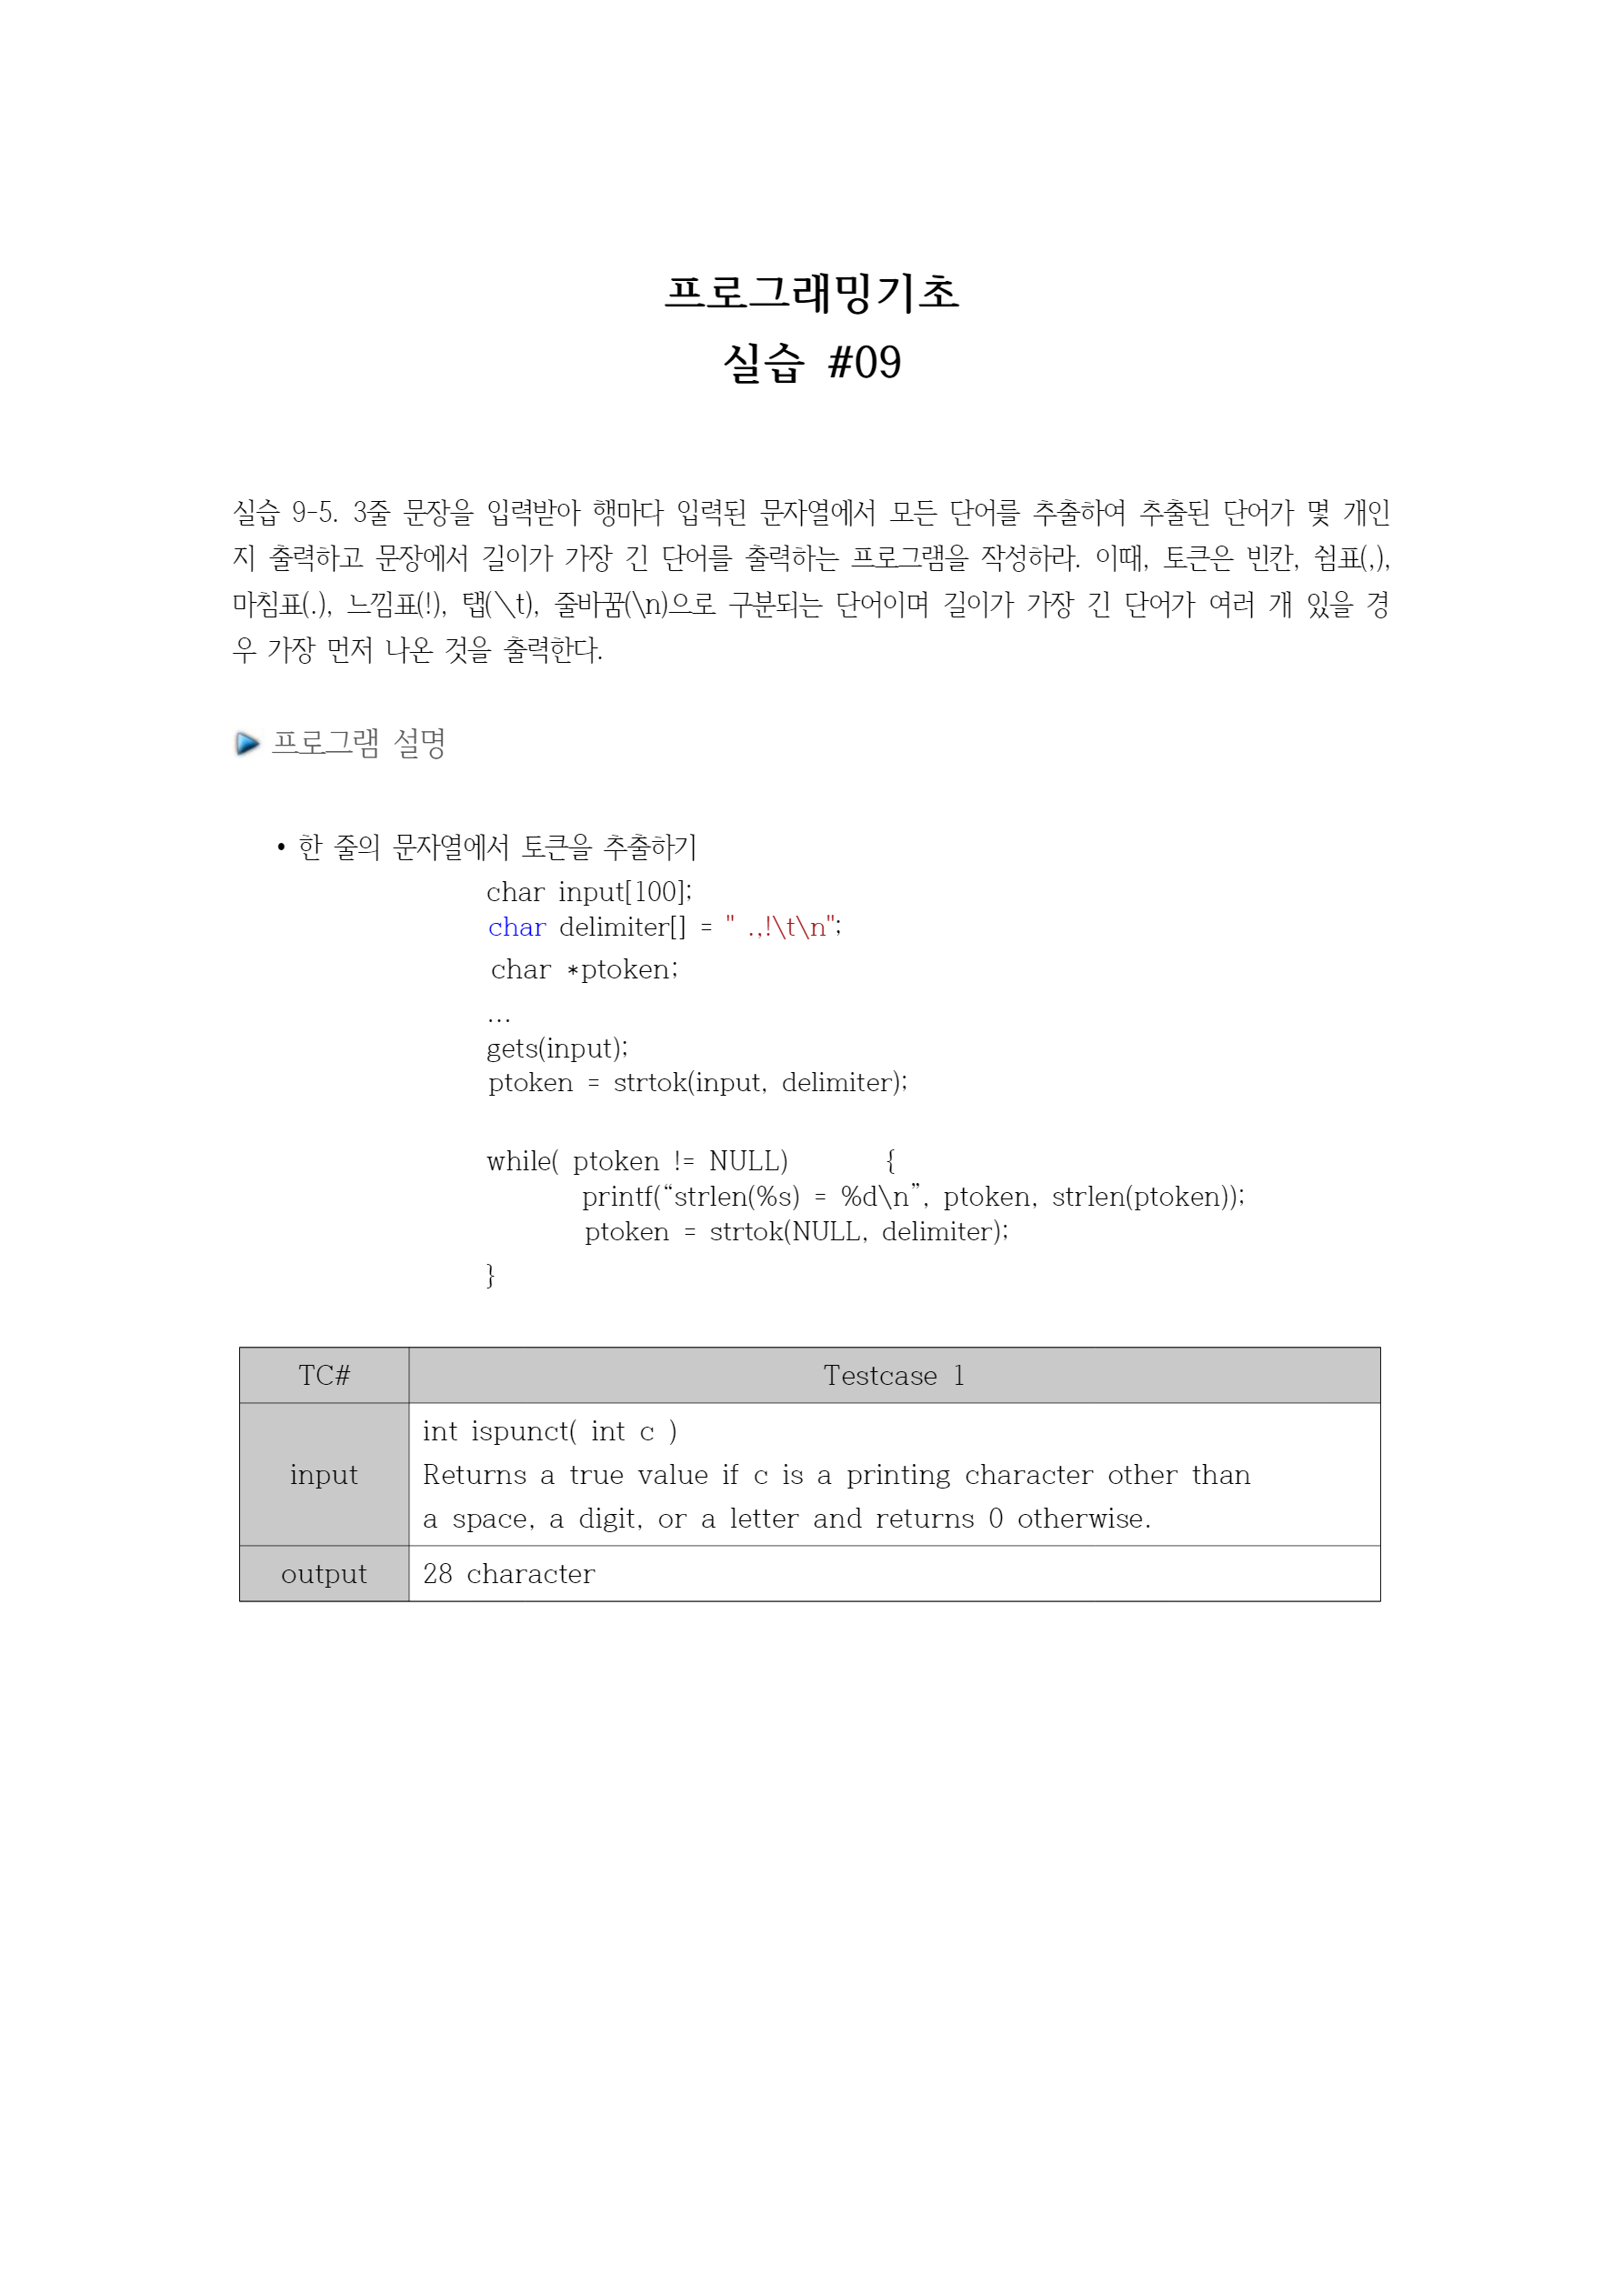 프로그래밍기초
실습 #09
실습 9-5. 3줄 문장을 입력받아 행마다 입력된 문자열에서 모든 단어를 추출하여 추출된 단어가 몇 개인
지 출력하고 문장에서 길이가 가장 긴 단어를 출력하는 프로그램을 작성하라. 이때, 토큰은 빈칸, 쉼표(,),
마침표(.), 느낌표(!), 탭(\t), 줄바꿈(\n)으로 구분되는 단어이며 길이가 가장 긴 단어가 여러 개 있을 경
우 가장 먼저 나온 것을 출력한다.
프로그램 설명
• 한 줄의 문자열에서 토큰을 추출하기
char input[100];
char delimiter[] = " .,!\t\n";
char *ptoken;
...
gets(input);
ptoken = strtok(input, delimiter);
while( ptoken != NULL) {
printf(“strlen(%s) = %d\n”, ptoken, strlen(ptoken));
ptoken = strtok(NULL, delimiter);
}
TC# Testcase 1
input
int ispunct( int c )
Returns a true value if c is a printing character other than
a space, a digit, or a letter and returns 0 otherwise.
output 28 character